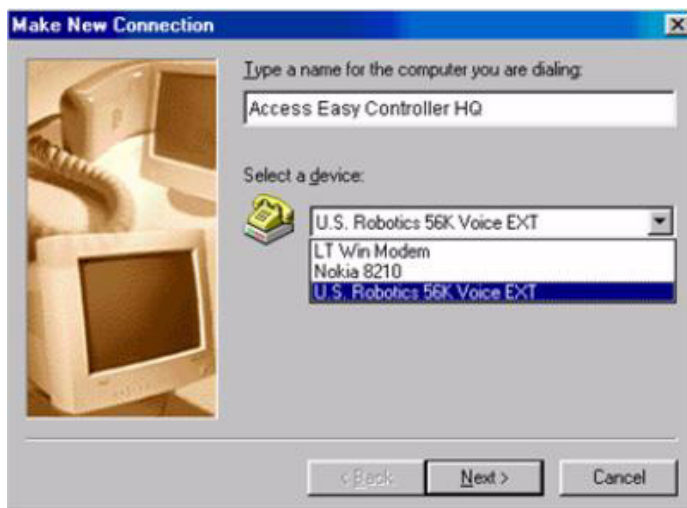 Make New Connection
Type a name for the computer you are dialing:
Access Easy Controller HQ
Select a device:
U.S. Robotics 56K Voice EXT
LT Win Modem
Nokia 8210
U.S. Robotics 56K Voice EXT
< Back
Next >
Cancel